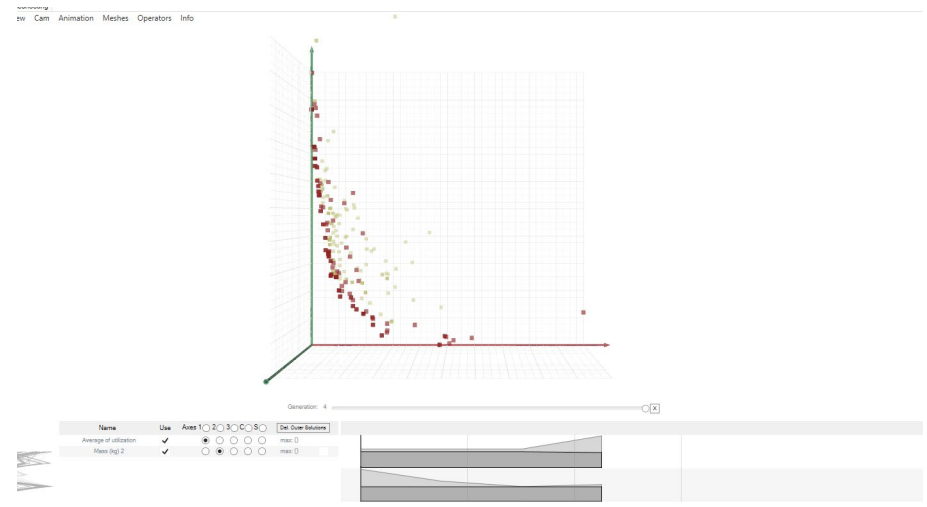 ew Cam Animation Meshes Operators Info
Generation: 4
X
Name Use Axes 1 2 3 C S Del. Outer Solutions
Average of utilization max: ()
Mass (kg) 2 max: ()